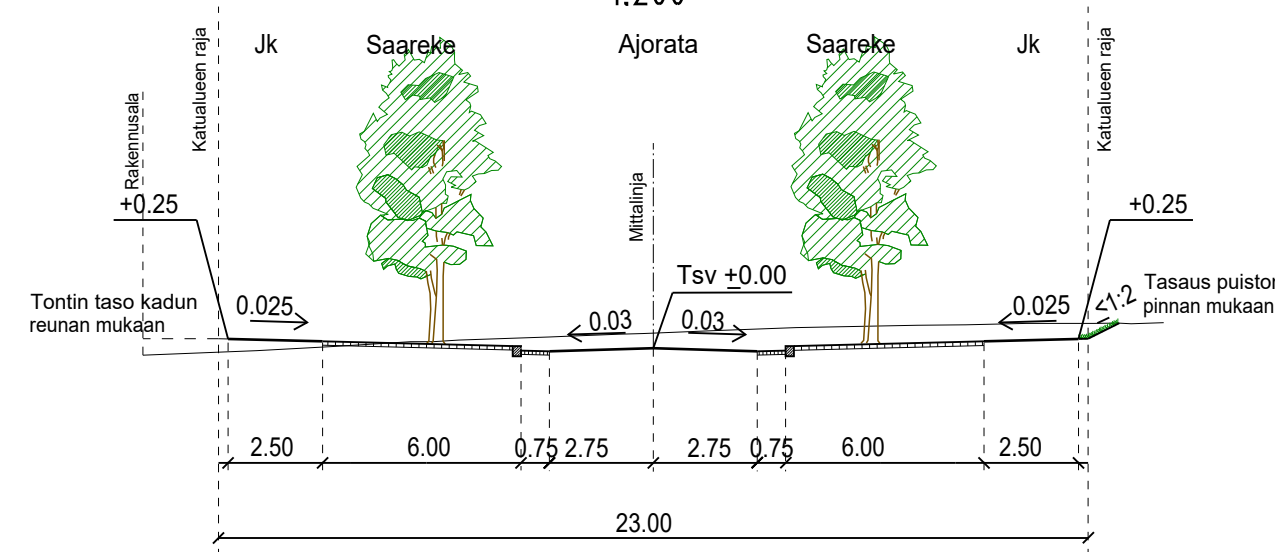 1:200
Jk
Saareke
Ajorata
Saareke
Jk
Katualueen raja
Katualueen raja
Rakennusala
Mittalinja
+0.25
+0.25
Tsv ±0.00
Tontin taso kadun
reunan mukaan
0.025
0.03
0.03
0.025
<1:2
Tasaus puiston
pinnan mukaan
2.50
6.00
0.75
2.75
2.75
0.75
6.00
2.50
23.00